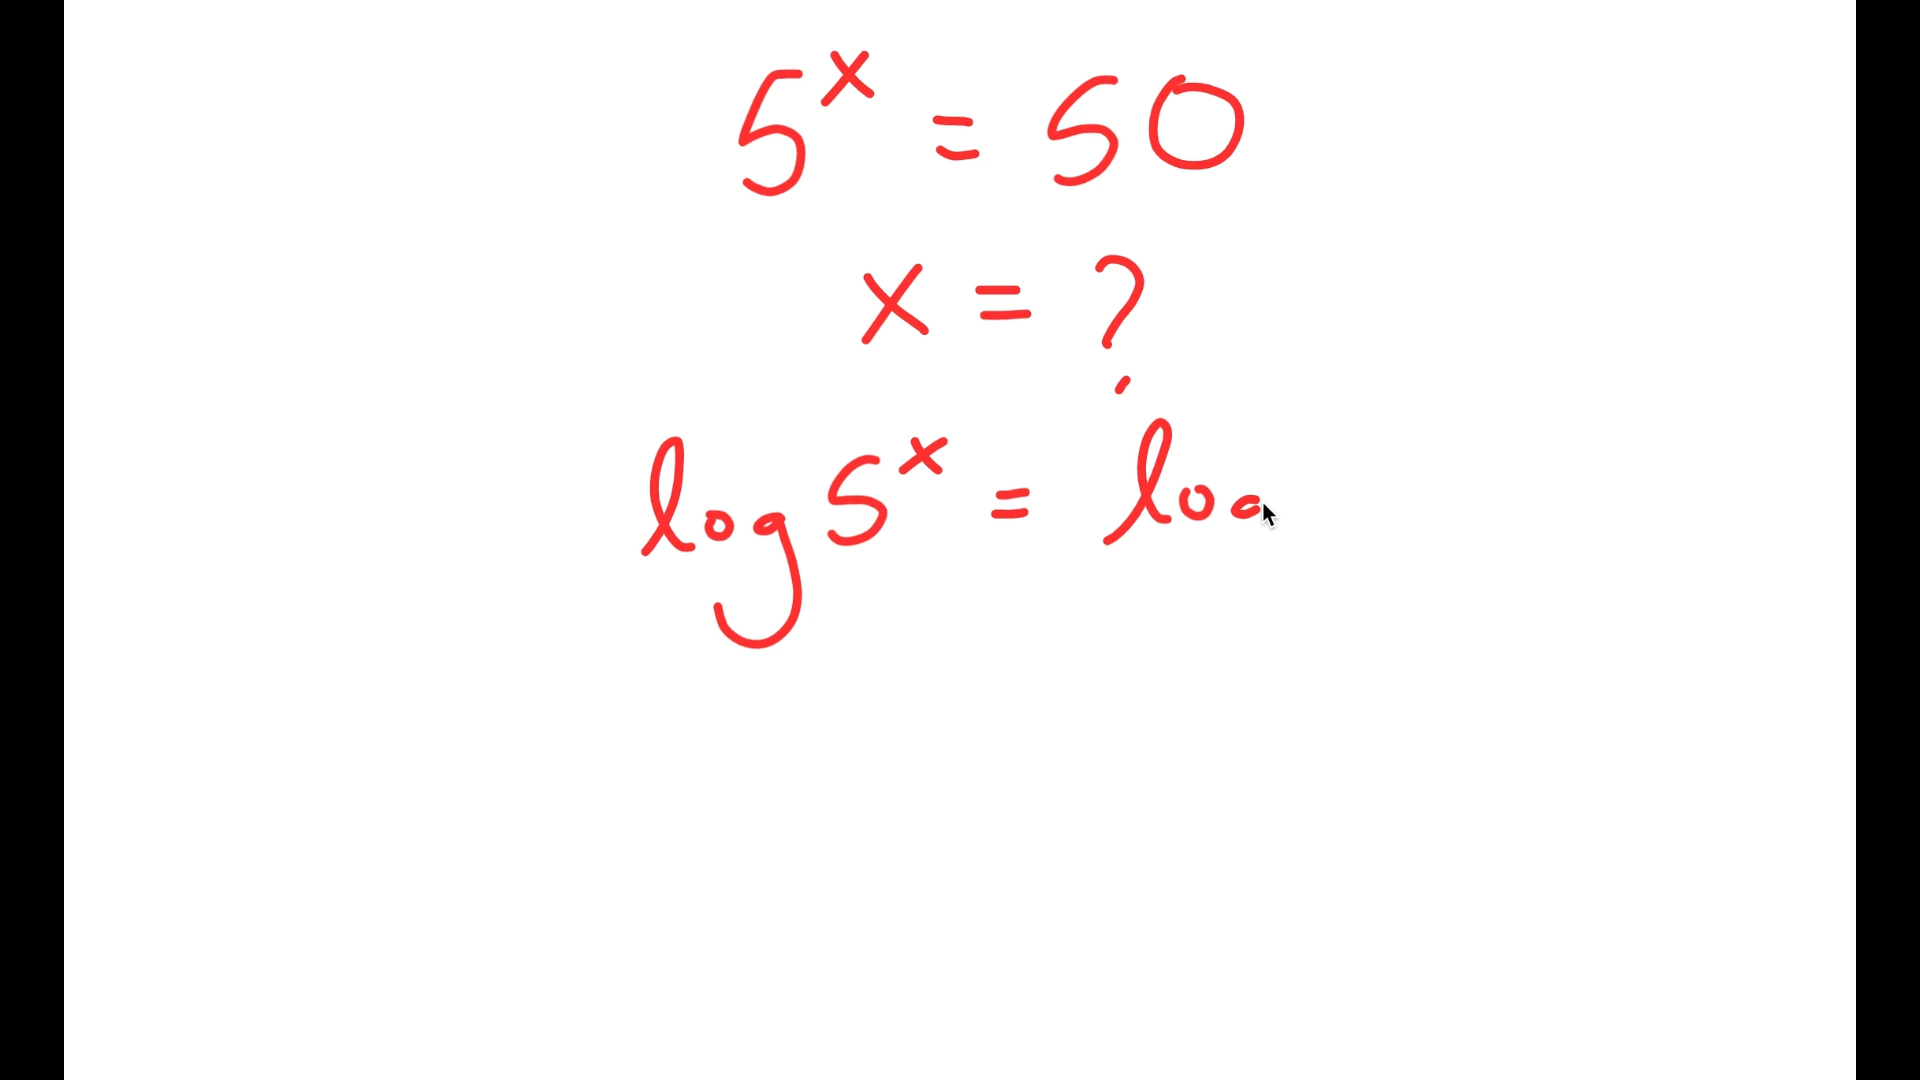 5^x = 50
x = ?
log 5^x = lo